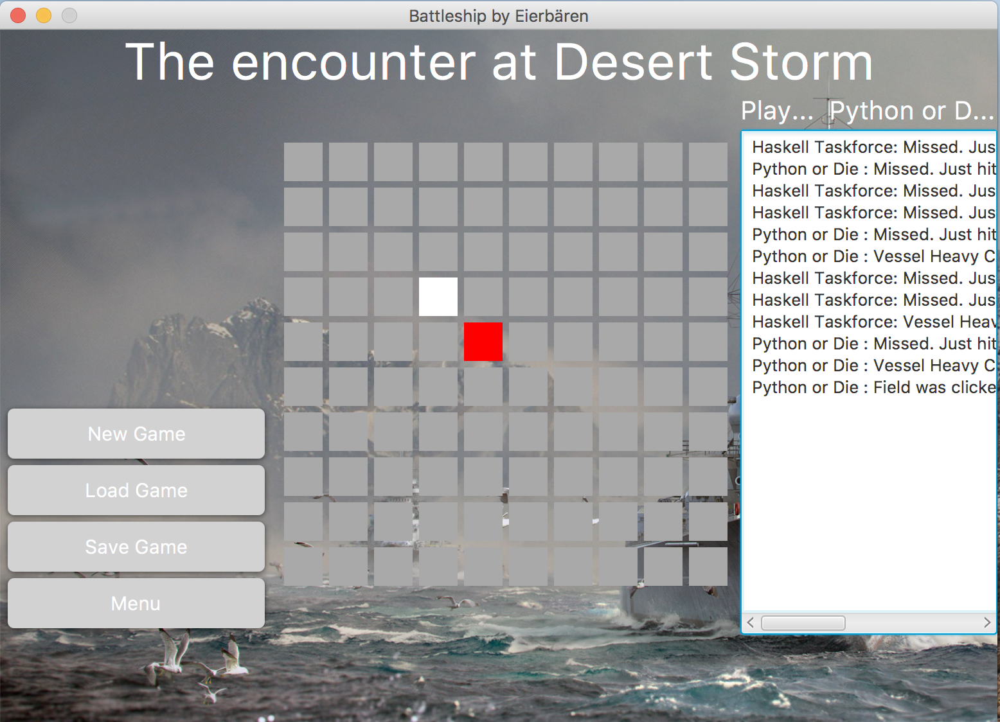 Battleship by Eierbären
The encounter at Desert Storm
Play... Python or D...
Haskell Taskforce: Missed. Jus
Python or Die : Missed. Just hit
Haskell Taskforce: Missed. Jus
Haskell Taskforce: Missed. Jus
Python or Die : Missed. Just hit
Python or Die : Vessel Heavy C
Haskell Taskforce: Missed. Jus
Haskell Taskforce: Missed. Jus
Haskell Taskforce: Vessel Heav
Python or Die : Missed. Just hit
Python or Die : Vessel Heavy C
Python or Die : Field was clicke
New Game
Load Game
Save Game
Menu